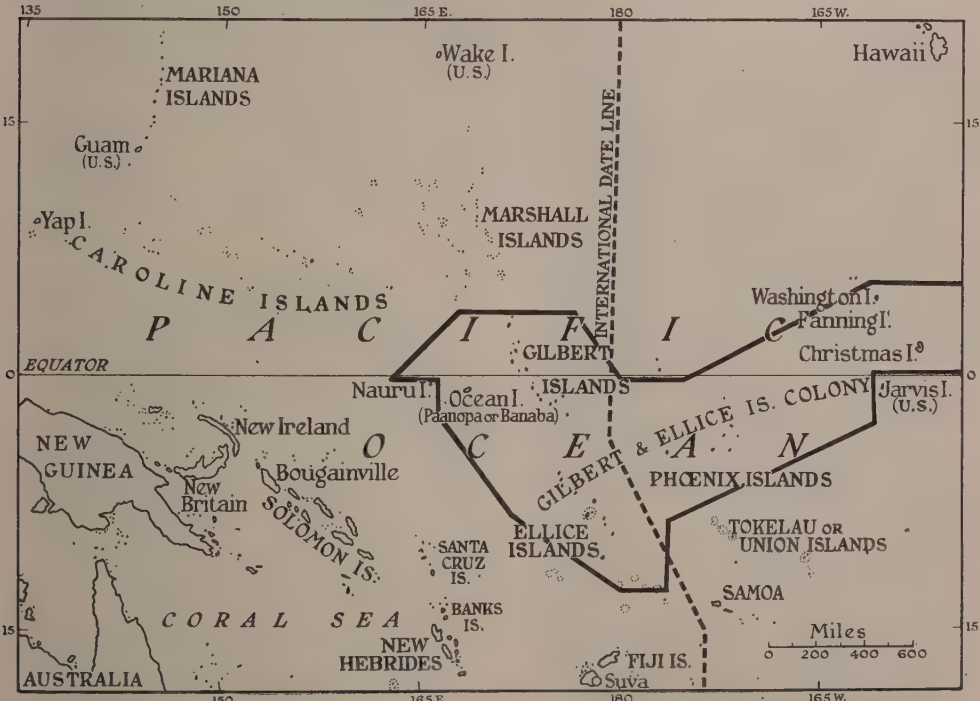 135 150 165 E. 180 165 W.
Hawaii
Wake I.
(U.S.)
MARIANA
ISLANDS
15 15
Guam
(U.S.)
INTERNATIONAL DATE LINE
Yap I.
MARSHALL
ISLANDS
CAROLINE ISLANDS
Washington I.
PACIFIC
Fanning I.
GILBERT
ISLANDS
Christmas I.
EQUATOR
0 0
Nauru I.
Ocean I.
(Paanopa or Banaba)
Jarvis I.
(U.S.)
GILBERT & ELLICE IS. COLONY
New Ireland
OCEAN
NEW
GUINEA
Bougainville
New
Britain
PHŒNIX ISLANDS
SOLOMON IS.
ELLICE
ISLANDS
TOKELAU OR
UNION ISLANDS
SANTA
CRUZ
IS.
SAMOA
BANKS
IS.
CORAL SEA
15 15
Miles
0 200 400 600
NEW
HEBRIDES
FIJI IS.
Suva
AUSTRALIA
150 165 E. 180 165 W.